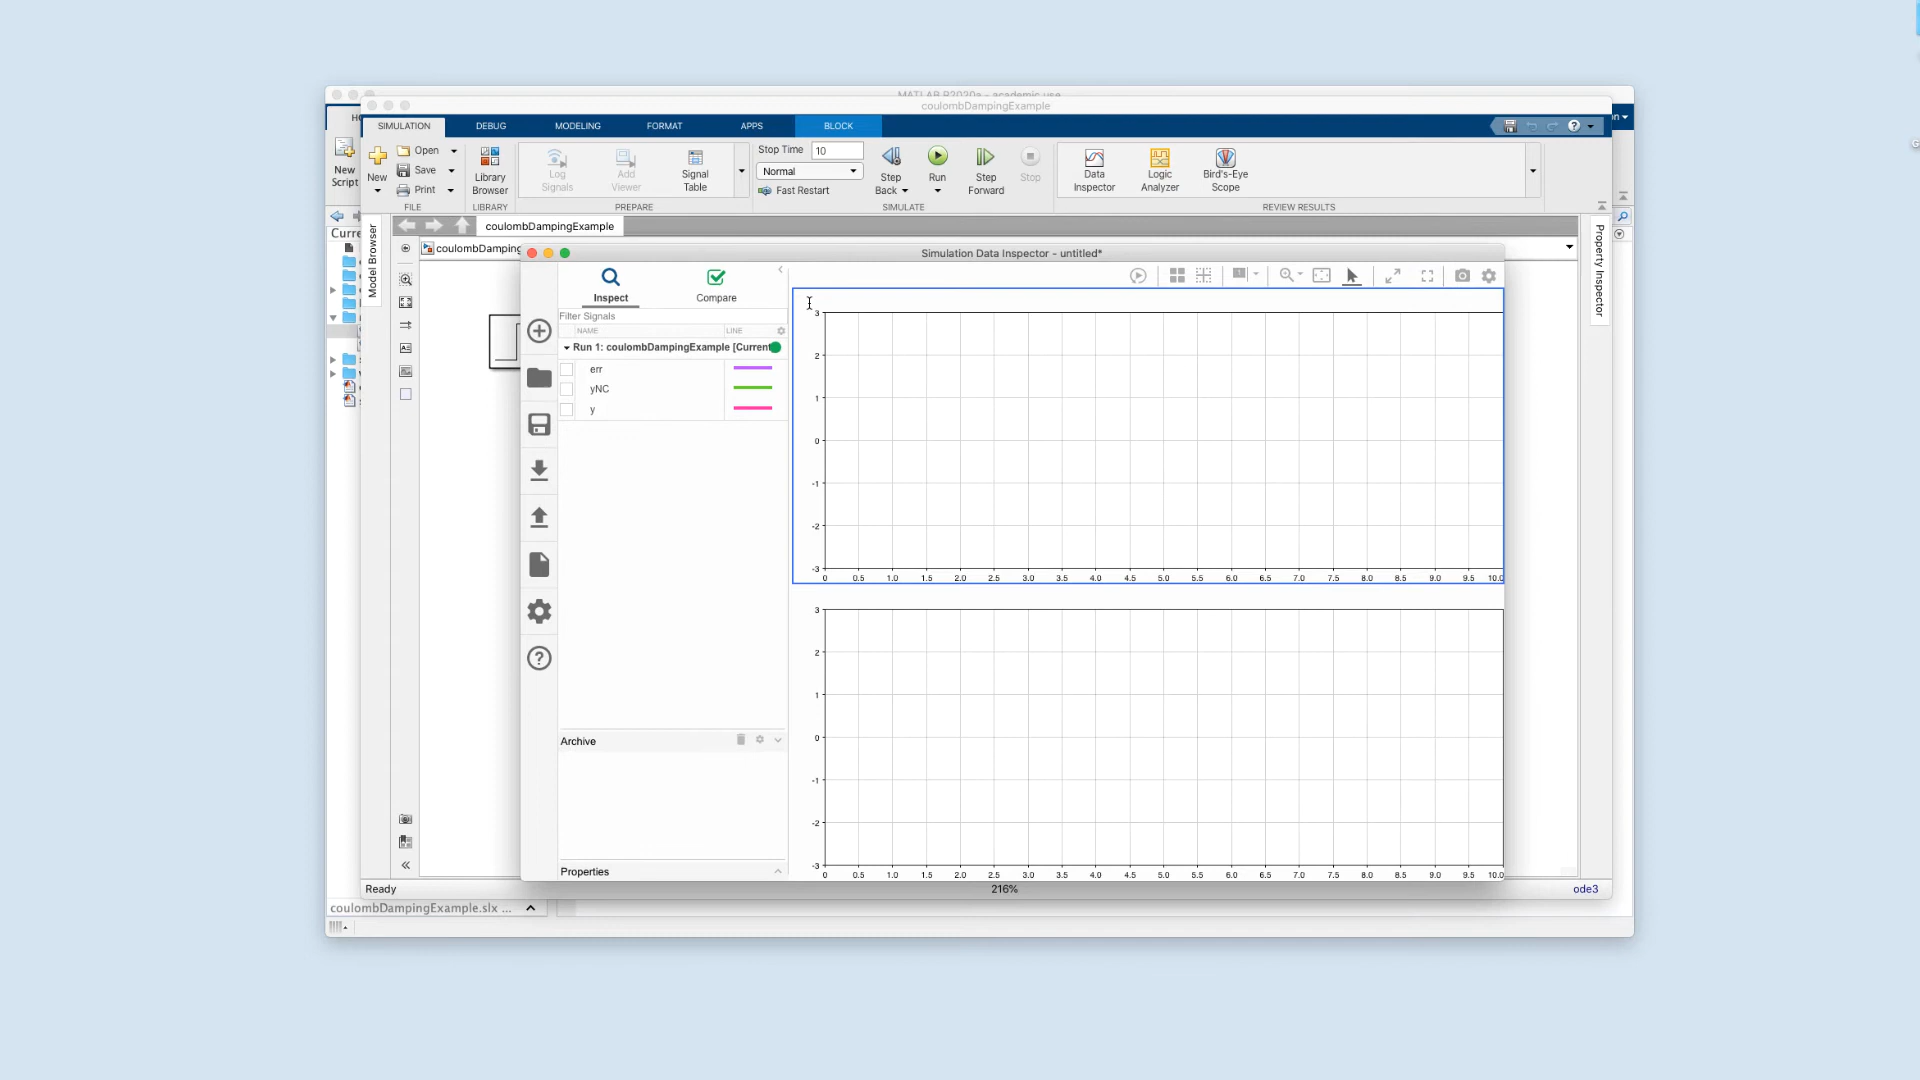 MATLAB R2020a - academic use
coulombDampingExample
SIMULATION DEBUG MODELING FORMAT APPS BLOCK
New Script
New
Open
Save
Print
FILE
Library Browser
LIBRARY
Log Signals
Add Viewer
Signal Table
PREPARE
Stop Time 10
Normal
Fast Restart
Step Back
Run
Step Forward
Stop
SIMULATE
Data Inspector
Logic Analyzer
Bird's-Eye Scope
REVIEW RESULTS
Curre
Model Browser
coulombDampingExample
coulombDamping
Property Inspector
Simulation Data Inspector - untitled*
Inspect Compare
Filter Signals
NAME LINE
Run 1: coulombDampingExample [Current
err
yNC
y
Archive
Properties
3
2
1
0
-1
-2
-3
0 0.5 1.0 1.5 2.0 2.5 3.0 3.5 4.0 4.5 5.0 5.5 6.0 6.5 7.0 7.5 8.0 8.5 9.0 9.5 10.0
3
2
1
0
-1
-2
-3
0 0.5 1.0 1.5 2.0 2.5 3.0 3.5 4.0 4.5 5.0 5.5 6.0 6.5 7.0 7.5 8.0 8.5 9.0 9.5 10.0
Ready 216% ode3
coulombDampingExample.slx ...